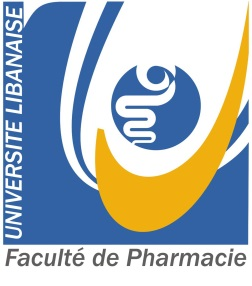 UNIVERSITE LIBANAISE
Faculté de Pharmacie